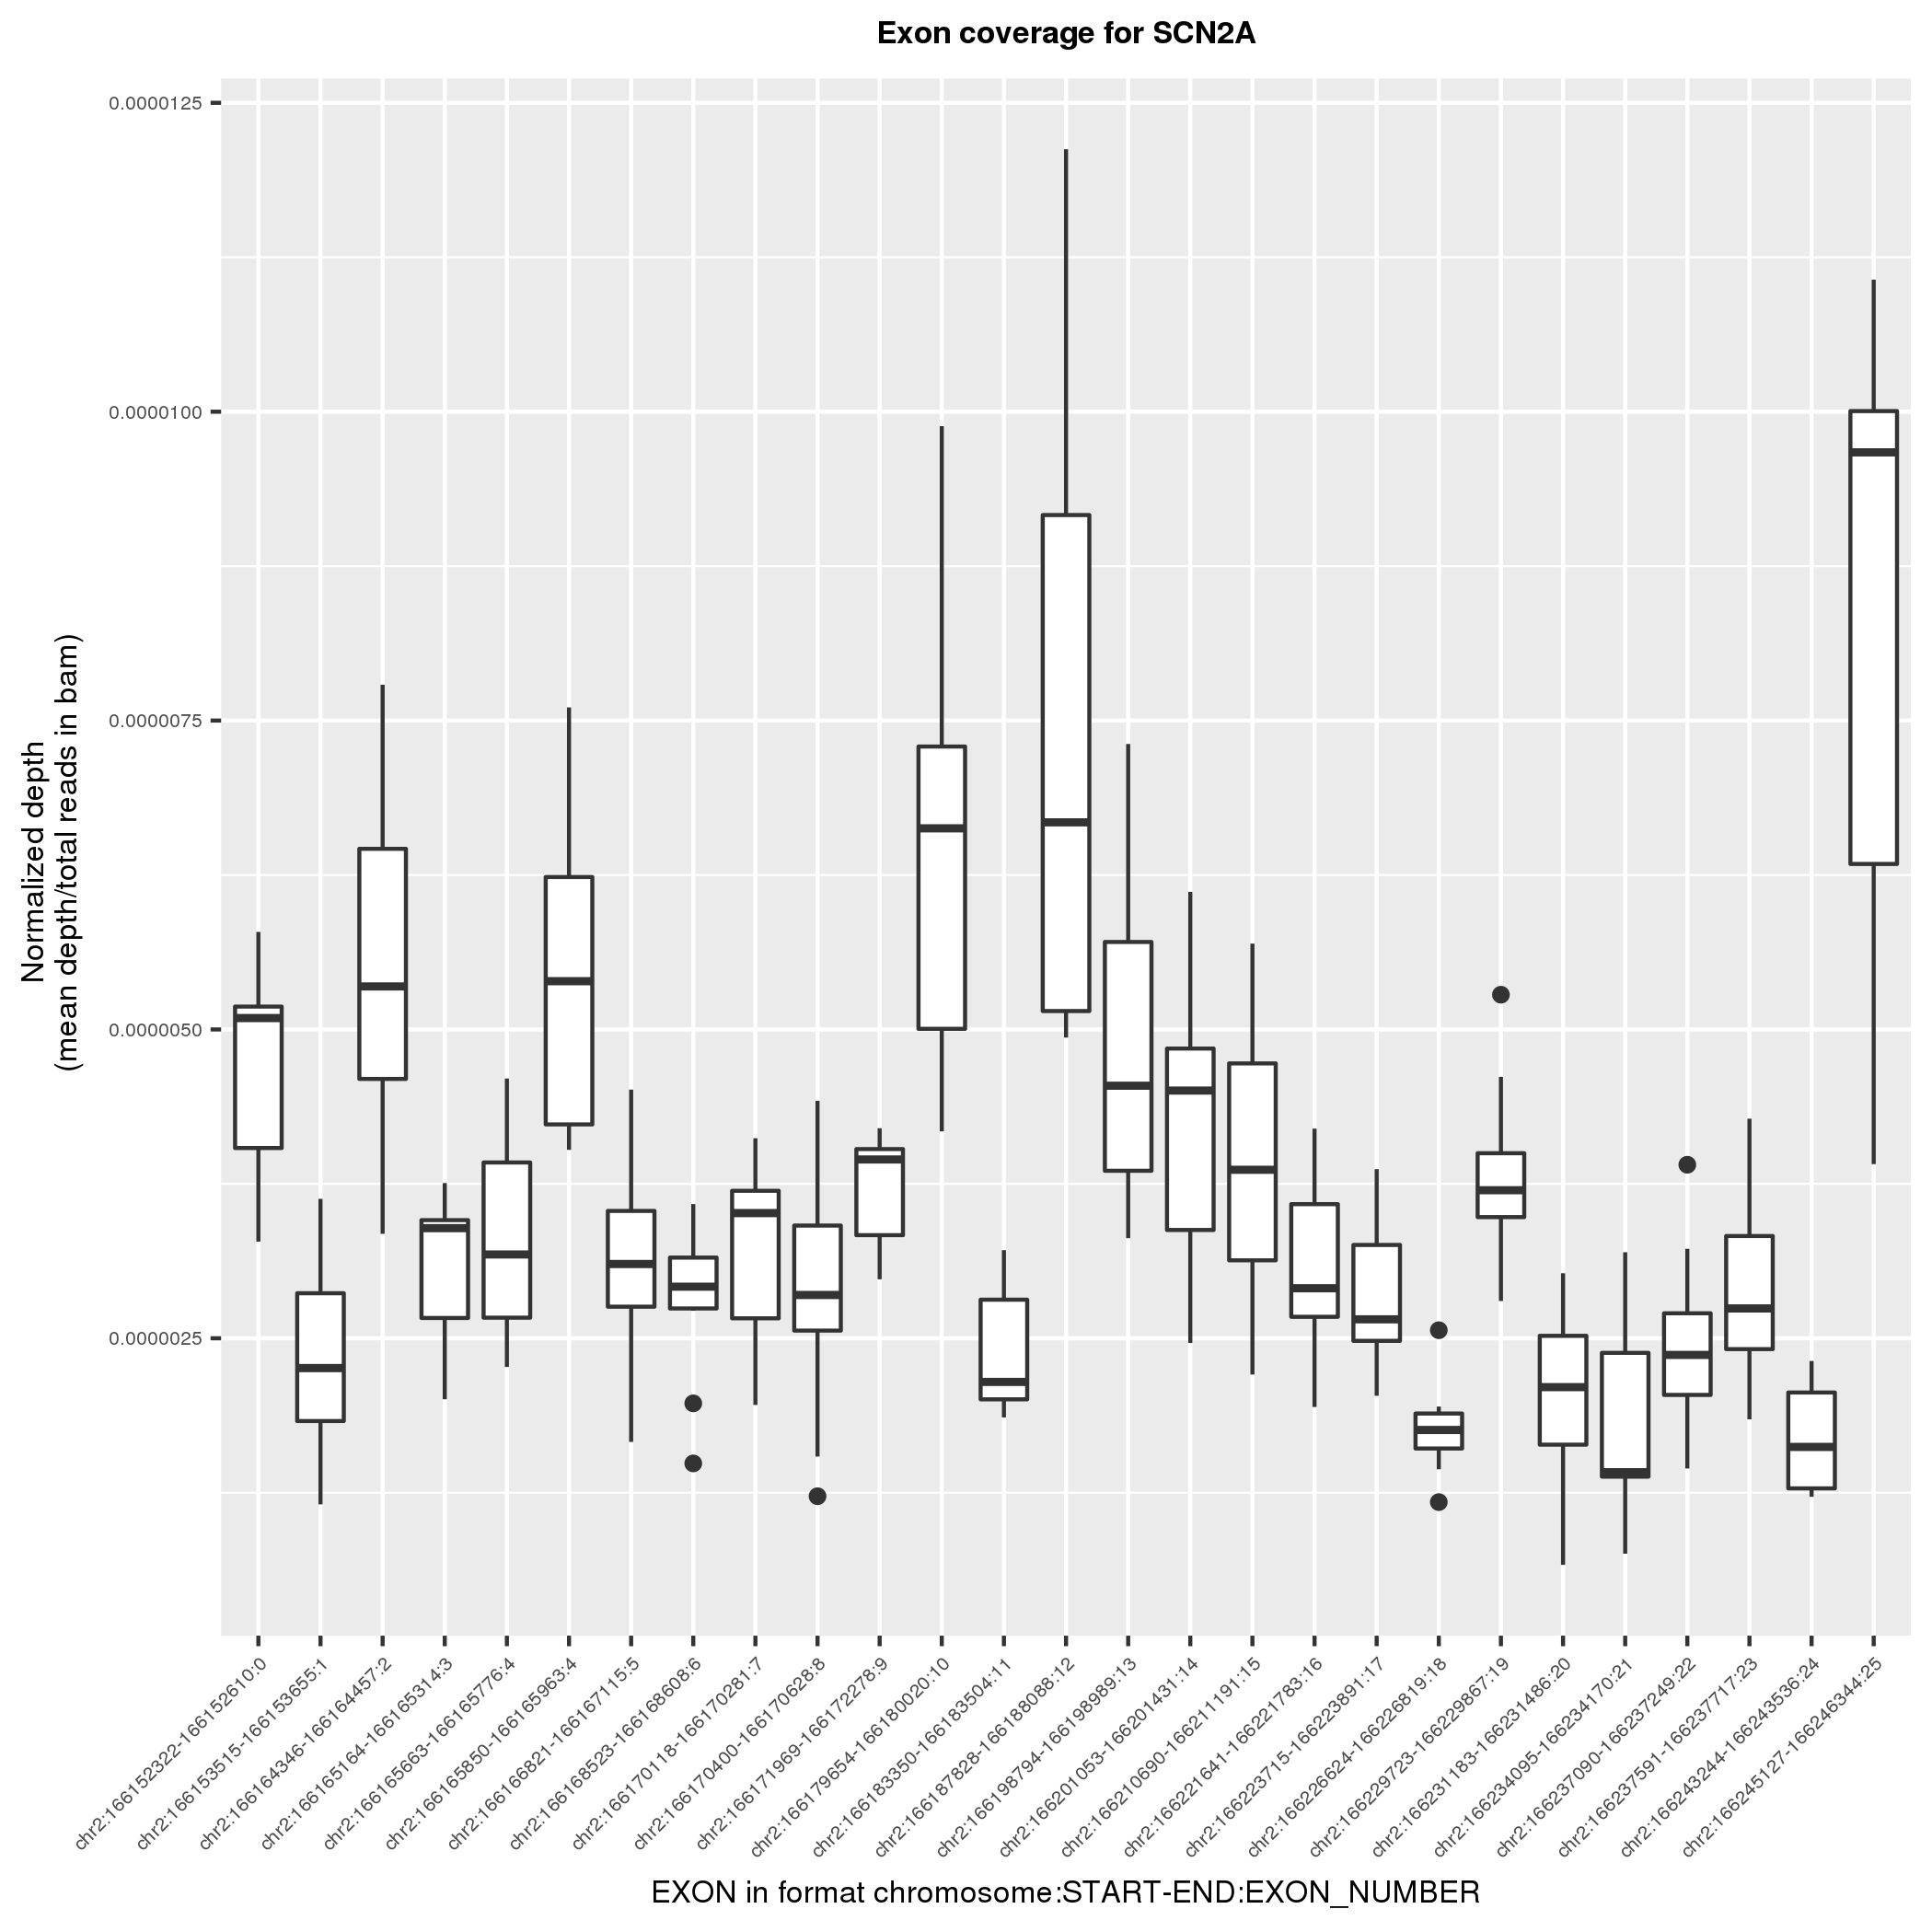 Exon coverage for SCN2A
Normalized depth
(mean depth/total reads in bam)
0.0000125
0.0000100
0.0000075
0.0000050
0.0000025
chr2:166152322-166152610:0
chr2:166153515-166153655:1
chr2:166164346-166164457:2
chr2:166165164-166165314:3
chr2:166165663-166165776:4
chr2:166165850-166165963:4
chr2:166166821-166167115:5
chr2:166168523-166168608:6
chr2:166170118-166170281:7
chr2:166170400-166170628:8
chr2:166171969-166172278:9
chr2:166179654-166180020:10
chr2:166183350-166183504:11
chr2:166187828-166188088:12
chr2:166198794-166198989:13
chr2:166201053-166201431:14
chr2:166210690-166211191:15
chr2:166221641-166221783:16
chr2:166223715-166223891:17
chr2:166226624-166226819:18
chr2:166229723-166229867:19
chr2:166231183-166231486:20
chr2:166234095-166234170:21
chr2:166237090-166237249:22
chr2:166237591-166237717:23
chr2:166243244-166243536:24
chr2:166245127-166246344:25
EXON in format chromosome:START-END:EXON_NUMBER